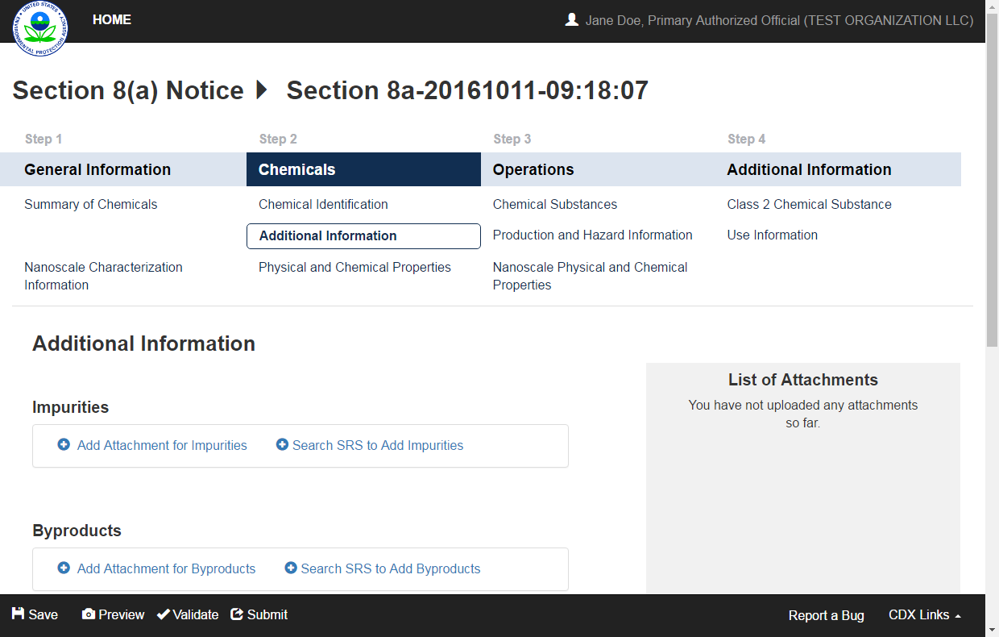 UNITED STATES
ENVIRONMENTAL PROTECTION AGENCY
HOME
Jane Doe, Primary Authorized Official (TEST ORGANIZATION LLC)
Section 8(a) Notice Section 8a-20161011-09:18:07
Step 1 Step 2 Step 3 Step 4
General Information Chemicals Operations Additional Information
Summary of Chemicals Chemical Identification Chemical Substances Class 2 Chemical Substance
Additional Information Production and Hazard Information Use Information
Nanoscale Characterization Physical and Chemical Properties Nanoscale Physical and Chemical
Information Properties
Additional Information
List of Attachments
You have not uploaded any attachments
so far.
Impurities
Add Attachment for Impurities Search SRS to Add Impurities
Byproducts
Add Attachment for Byproducts Search SRS to Add Byproducts
Save Preview Validate Submit Report a Bug CDX Links